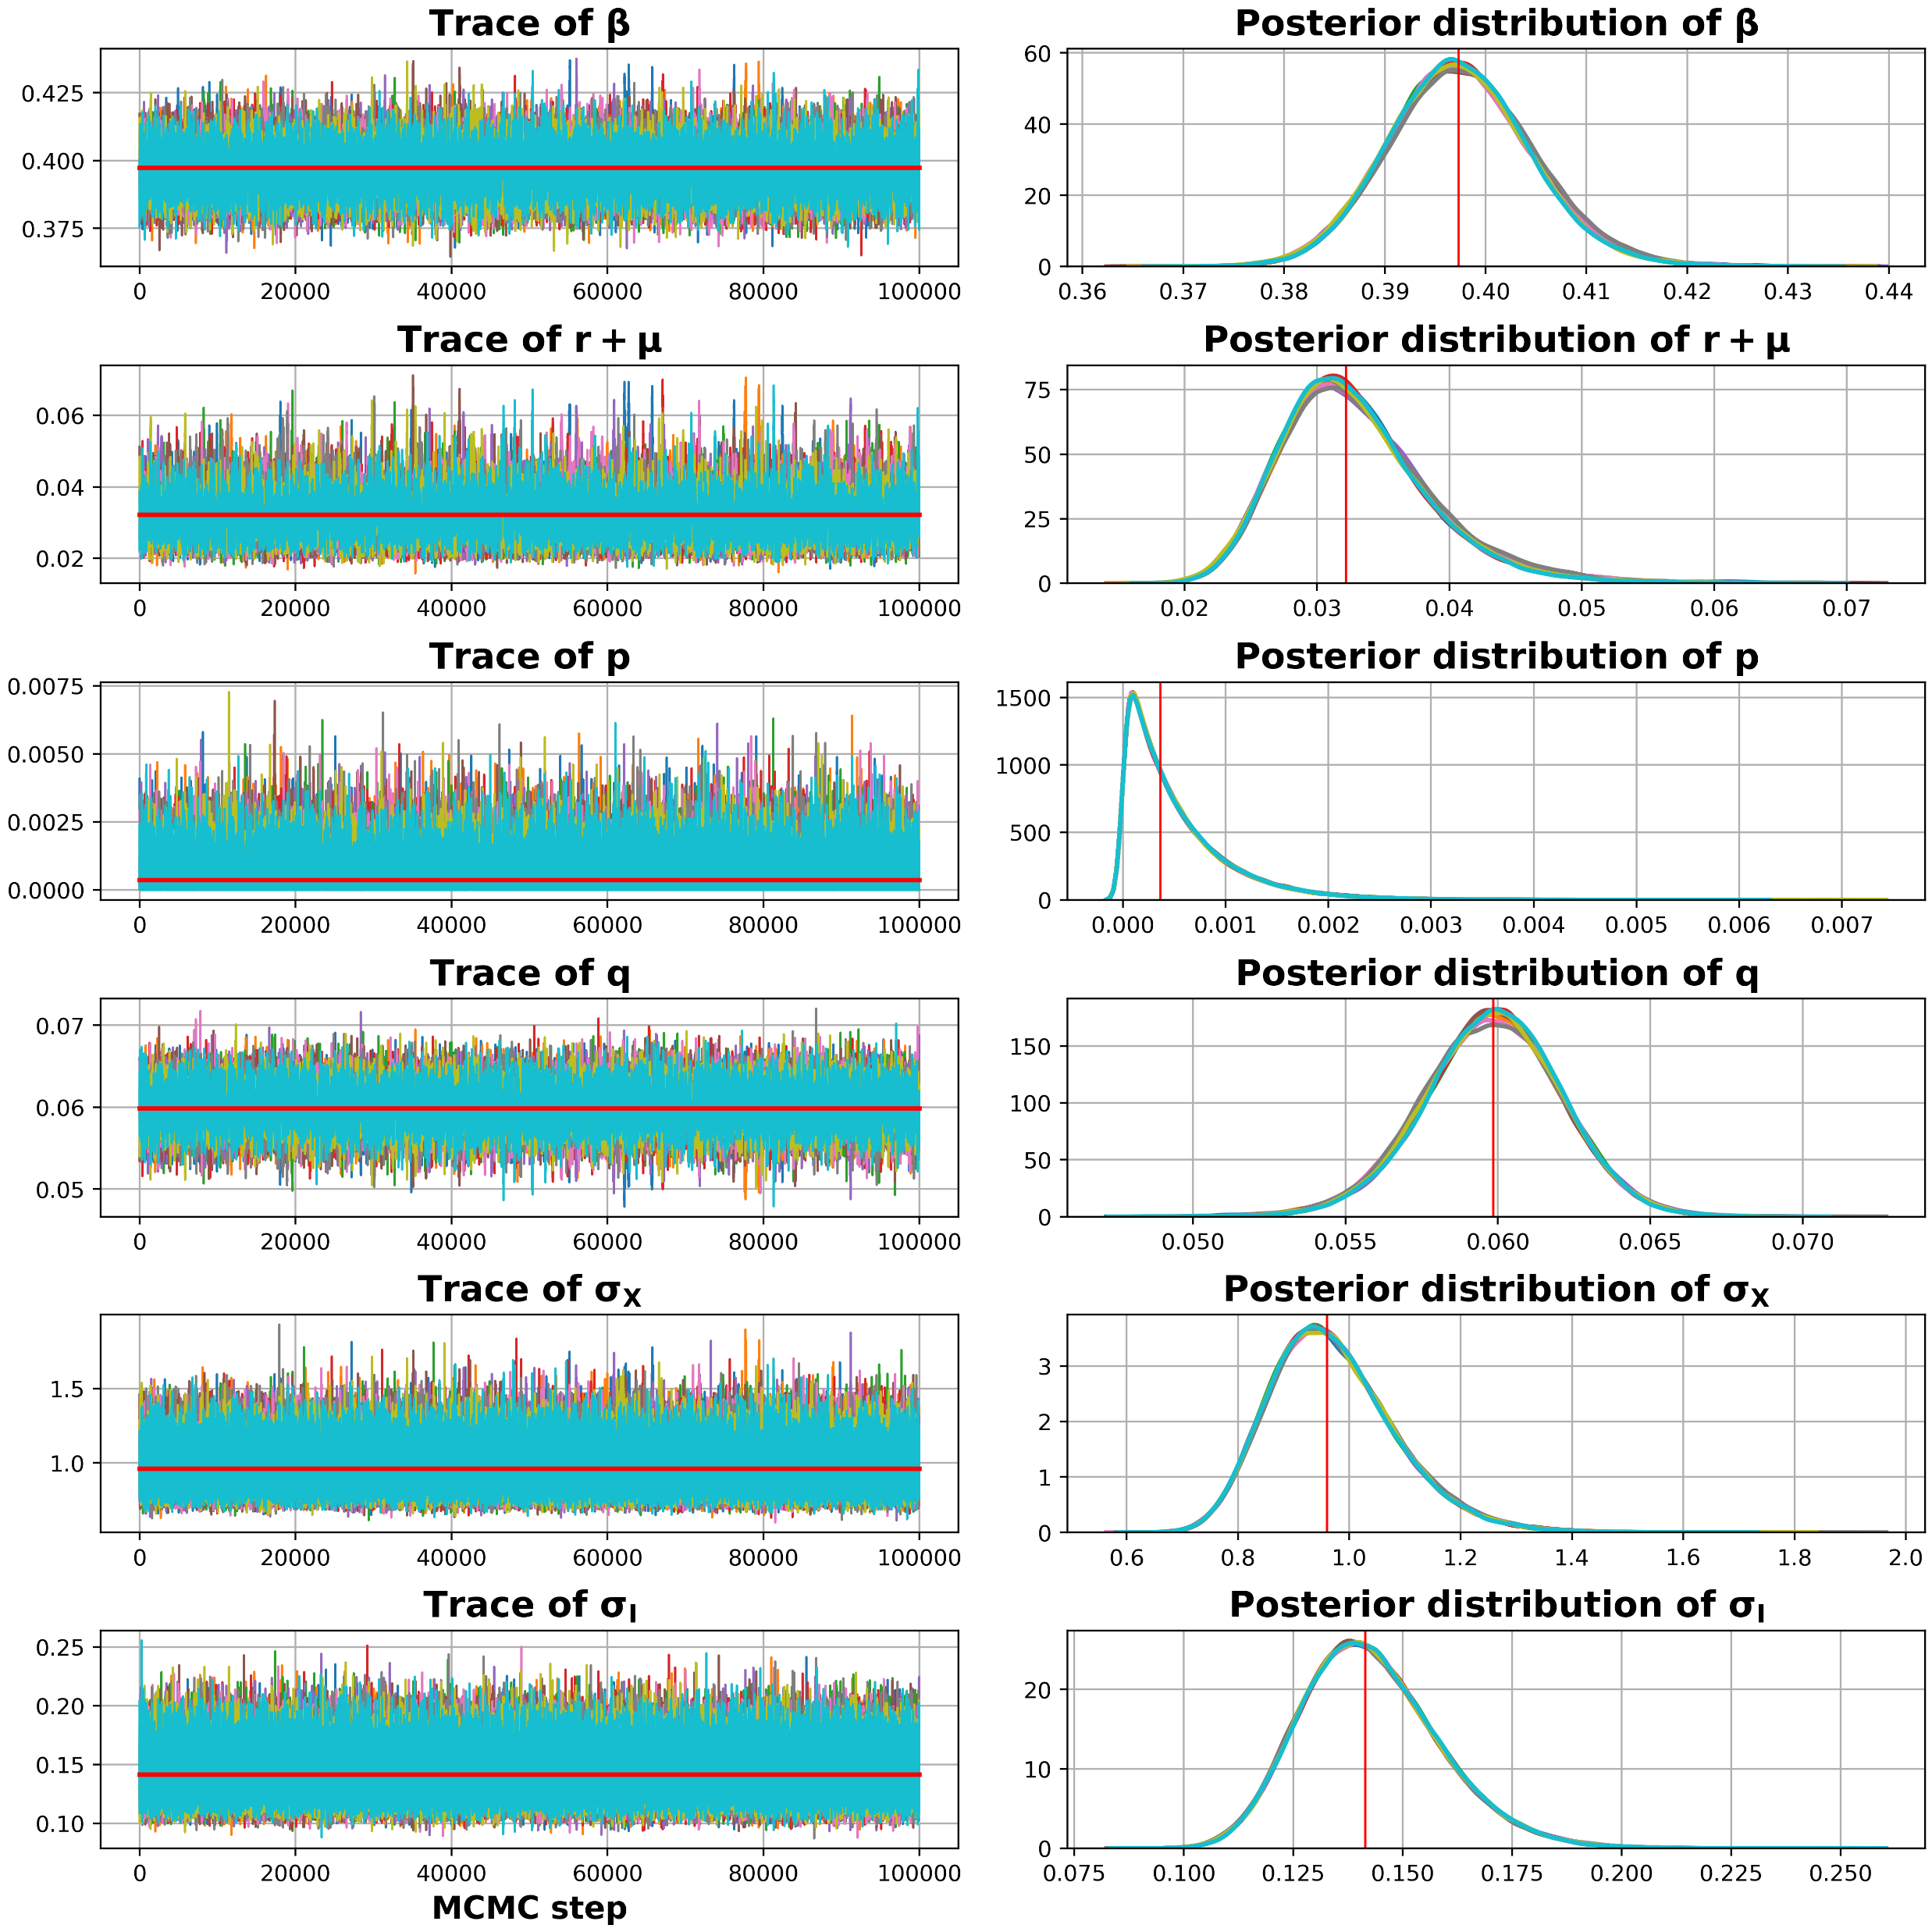 Trace of β
0.425
0.400
0.375
0 20000 40000 60000 80000 100000
Posterior distribution of β
60
40
20
0
0.36 0.37 0.38 0.39 0.40 0.41 0.42 0.43 0.44
Trace of r + μ
0.06
0.04
0.02
0 20000 40000 60000 80000 100000
Posterior distribution of r + μ
75
50
25
0
0.02 0.03 0.04 0.05 0.06 0.07
Trace of p
0.0075
0.0050
0.0025
0.0000
0 20000 40000 60000 80000 100000
Posterior distribution of p
1500
1000
500
0
0.000 0.001 0.002 0.003 0.004 0.005 0.006 0.007
Trace of q
0.07
0.06
0.05
0 20000 40000 60000 80000 100000
Posterior distribution of q
150
100
50
0
0.050 0.055 0.060 0.065 0.070
Trace of σX
1.5
1.0
0 20000 40000 60000 80000 100000
Posterior distribution of σX
3
2
1
0
0.6 0.8 1.0 1.2 1.4 1.6 1.8 2.0
Trace of σI
0.25
0.20
0.15
0.10
0 20000 40000 60000 80000 100000
MCMC step
Posterior distribution of σI
20
10
0
0.075 0.100 0.125 0.150 0.175 0.200 0.225 0.250